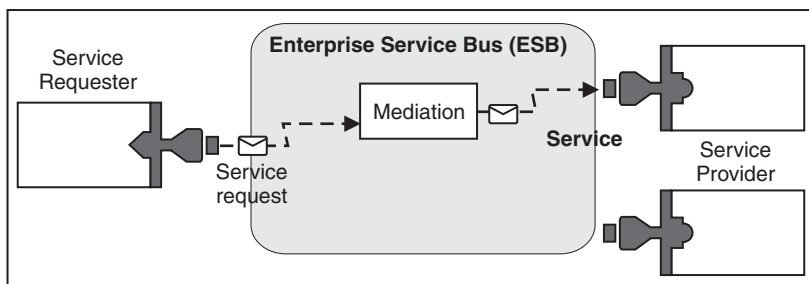 Enterprise Service Bus (ESB)
Service
Requester
Mediation
Service
request
Service
Service
Provider